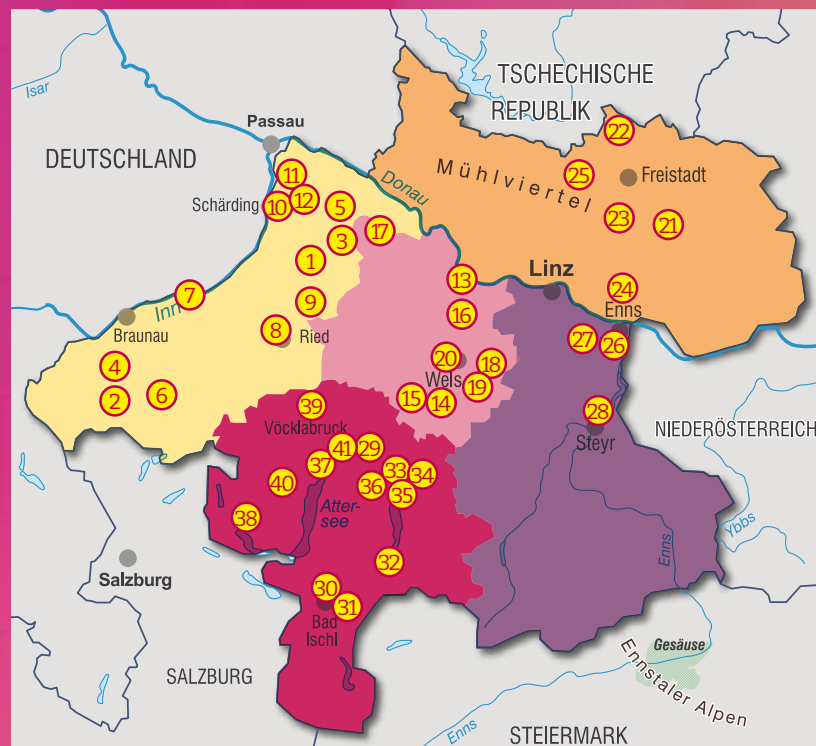 TSCHECHISCHE
REPUBLIK
Isar
Passau
22
DEUTSCHLAND
Mühlviertel
25
Freistadt
11
Donau
Schärding
10
12
5
23
21
17
3
1
13
Linz
7
Inn
24
9
16
Enns
Braunau
8
Ried
27
26
20
18
4
Wels
19
2
6
15
14
39
28
Vöcklabruck
Steyr
NIEDERÖSTERREICH
41
29
37
33
34
40
36
35
Atter-
see
38
Enns
Ybbs
Salzburg
32
30
31
Bad
Ischl
Gesäuse
SALZBURG
Ennstaler Alpen
Enns
STEIERMARK